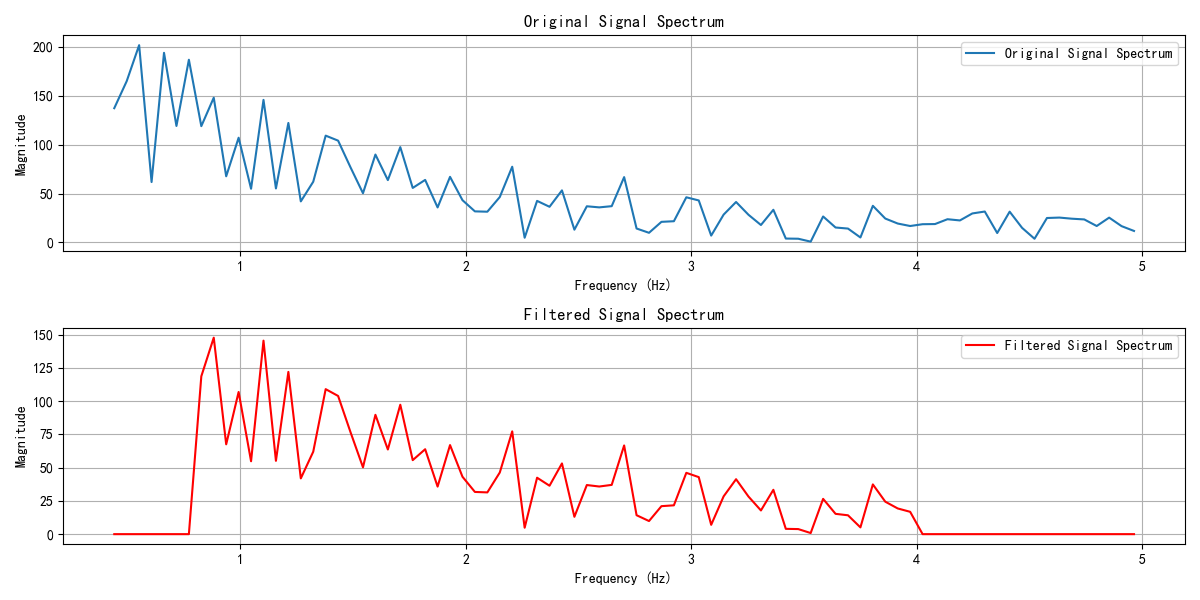 Original Signal Spectrum
200
150
100
50
0
Magnitude
Original Signal Spectrum
1 2 3 4 5
Frequency (Hz)
Filtered Signal Spectrum
150
125
100
75
50
25
0
Magnitude
Filtered Signal Spectrum
1 2 3 4 5
Frequency (Hz)